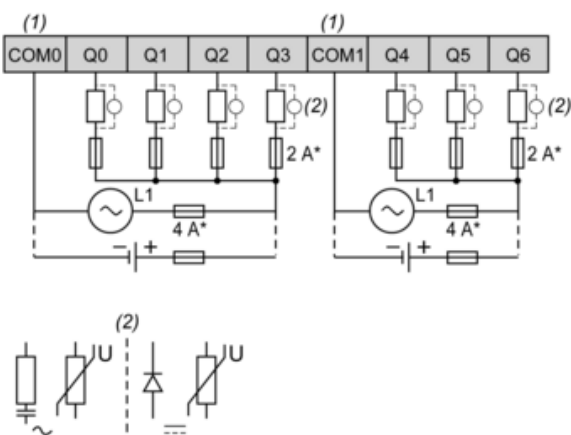 (1) (1)
COM0 Q0 Q1 Q2 Q3 COM1 Q4 Q5 Q6
(2) (2)
2 A* 2 A*
L1 L1
4 A* 4 A*
− + − +
(2)
U U